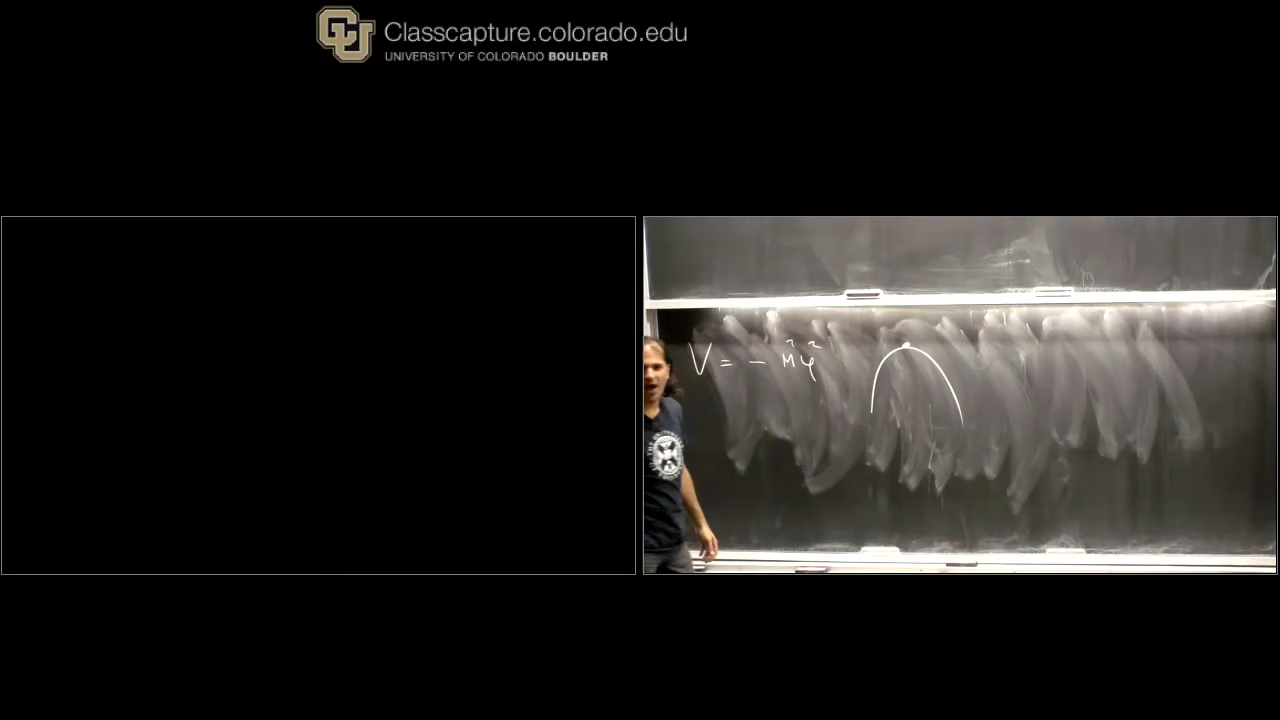 Classcapture.colorado.edu
UNIVERSITY OF COLORADO BOULDER
V = - M²φ²